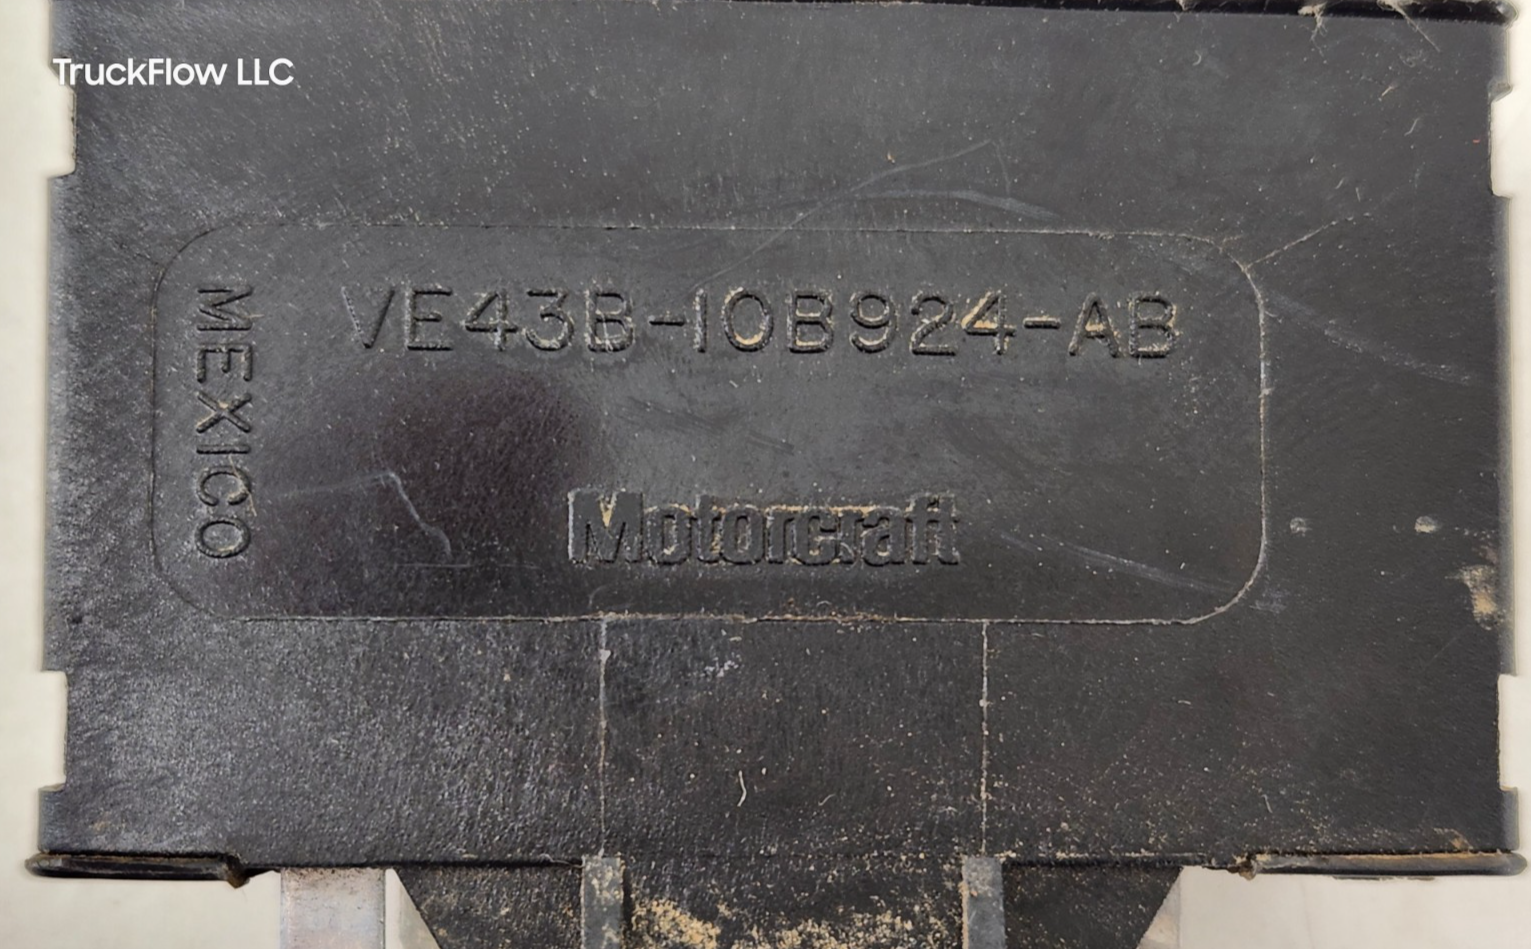 TruckFlow LLC
VE43B-10B924-AB
MEXICO
Motorcraft